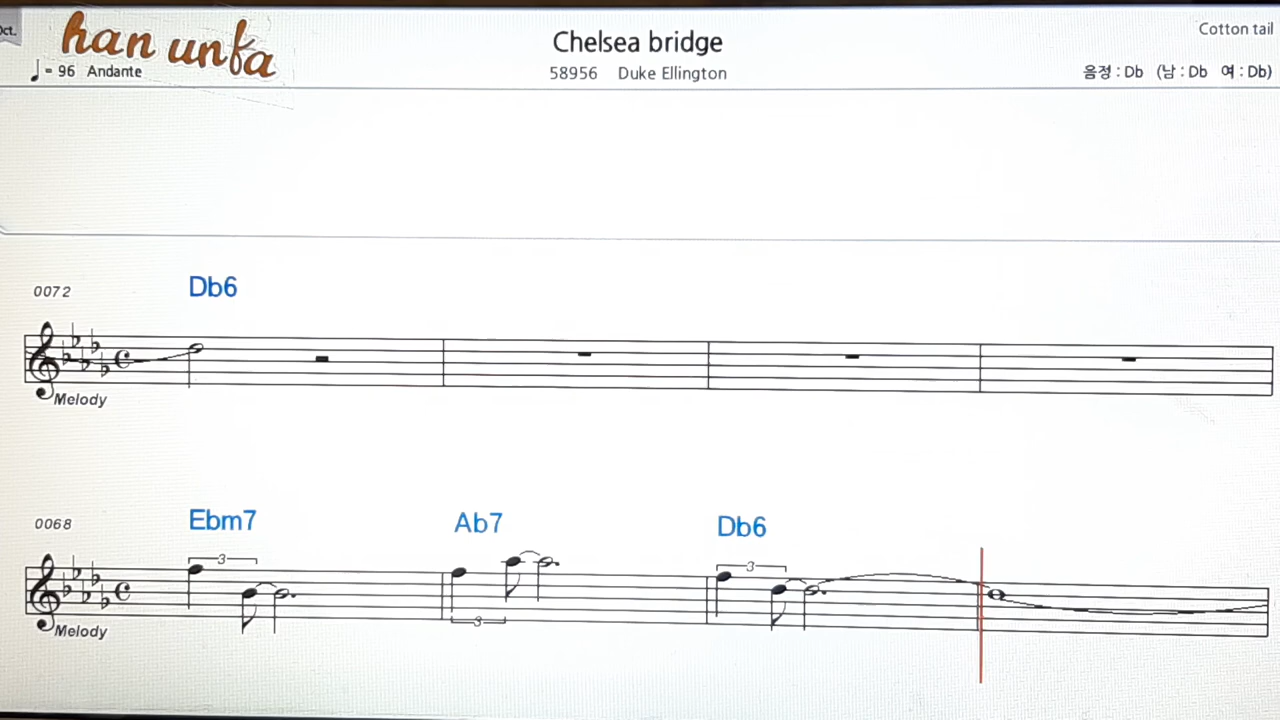 Oct.
han unfa
Chelsea bridge
Cotton tail
♩= 96 Andante
58956 Duke Ellington
음정 : Db (남 : Db 여 : Db)
0072
Db6
Melody
0068
Ebm7 Ab7 Db6
3 3 3
Melody